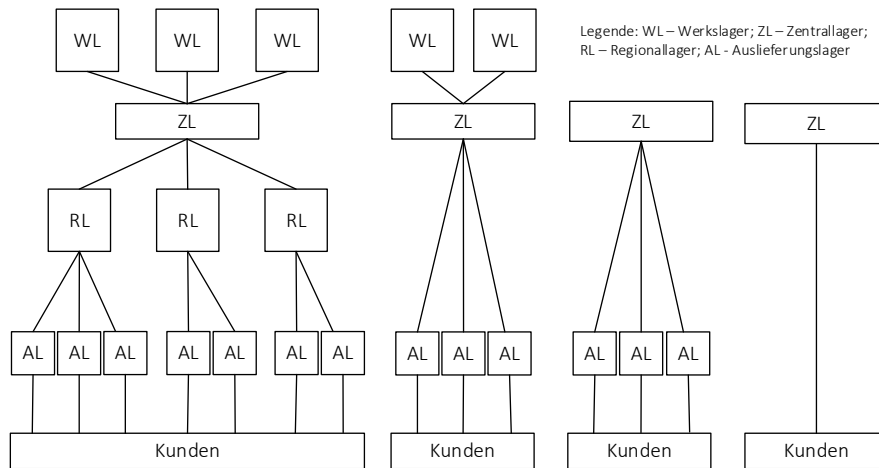 WL WL WL WL WL
Legende: WL – Werkslager; ZL – Zentrallager;
RL – Regionallager; AL - Auslieferungslager
ZL ZL ZL ZL
RL RL RL
AL AL AL AL AL AL AL AL AL AL AL AL AL
Kunden Kunden Kunden Kunden